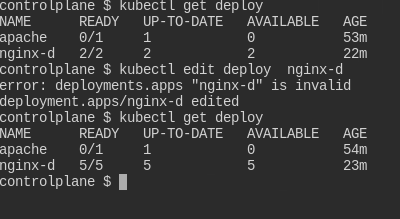 controlplane $ kubectl get deploy
NAME      READY   UP-TO-DATE   AVAILABLE   AGE
apache    0/1     1            0           53m
nginx-d   2/2     2            2           22m
controlplane $ kubectl edit deploy  nginx-d
error: deployments.apps "nginx-d" is invalid
deployment.apps/nginx-d edited
controlplane $ kubectl get deploy
NAME      READY   UP-TO-DATE   AVAILABLE   AGE
apache    0/1     1            0           54m
nginx-d   5/5     5            5           23m
controlplane $